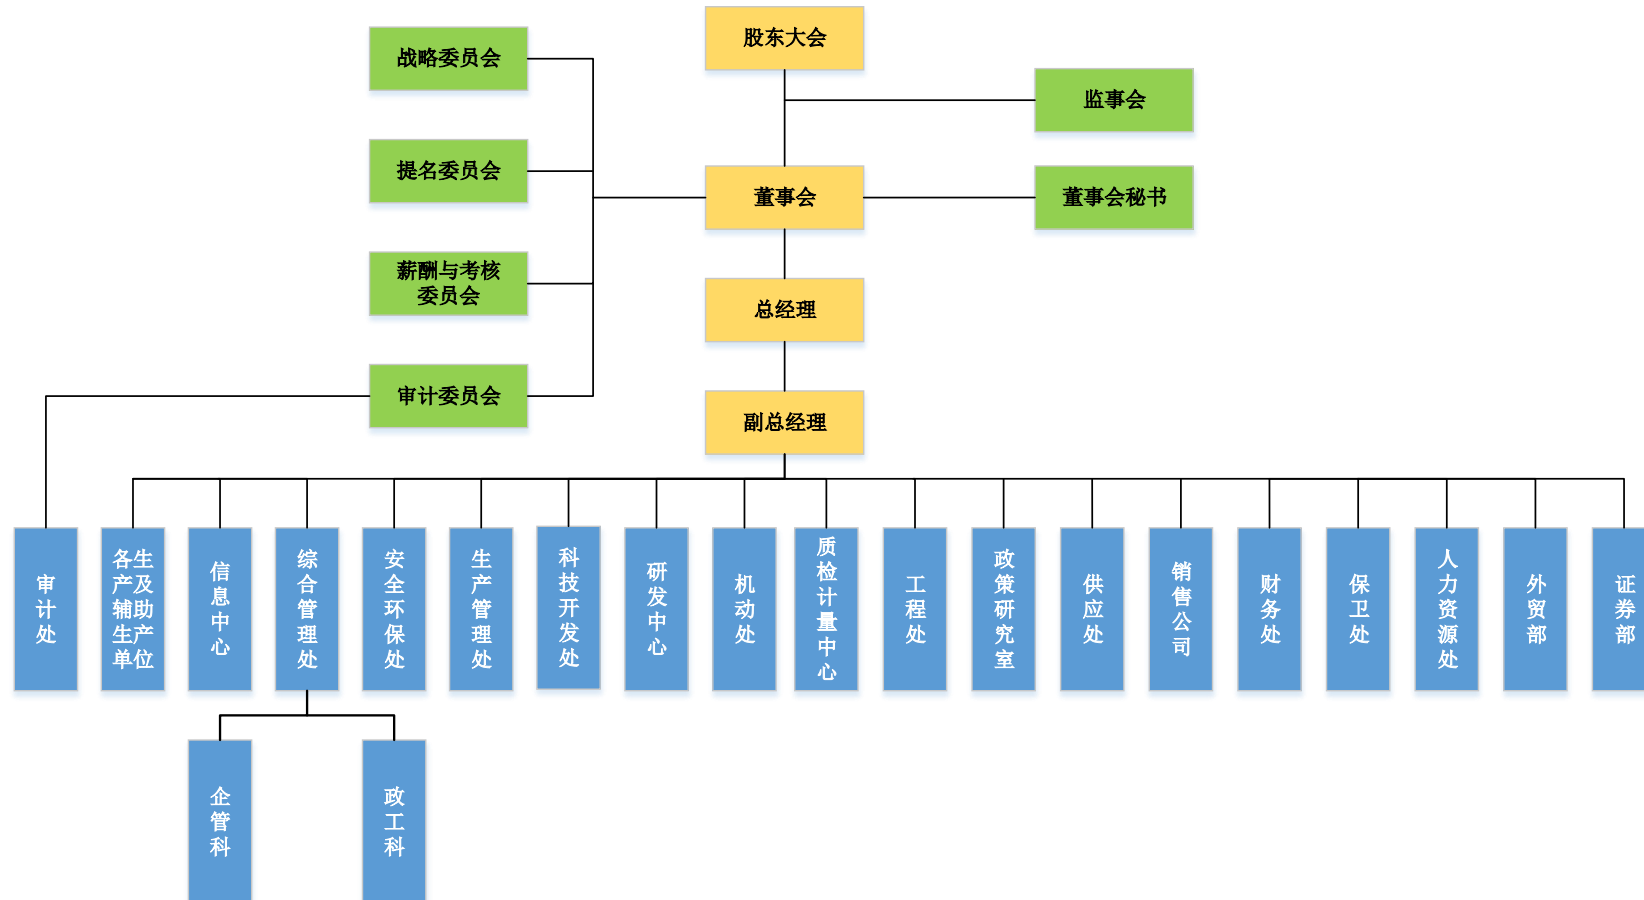 股东大会
战略委员会
监事会
提名委员会
董事会
董事会秘书
薪酬与考核
委员会
总经理
审计委员会
副总经理
审计处
各生
产及
辅助
生产
单位
信息中心
综合管理处
安全环保处
生产管理处
科技开发处
研发中心
机动处
质检计量中心
工程处
政策研究室
供应处
销售公司
财务处
保卫处
人力资源处
外贸部
证券部
企管科
政工科